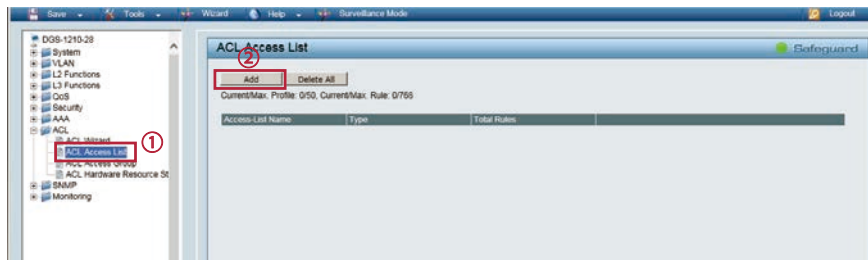 Save Tools Wizard Help Surveillance Mode Logout
DGS-1210-28
System
VLAN
L2 Functions
L3 Functions
QoS
Security
AAA
ACL
ACL Wizard
ACL Access List
ACL Access Group
ACL Hardware Resource St
SNMP
Monitoring
①
ACL Access List
Safeguard
②
Add Delete All
Current/Max. Profile: 0/50, Current/Max. Rule: 0/766
Access-List Name Type Total Rules